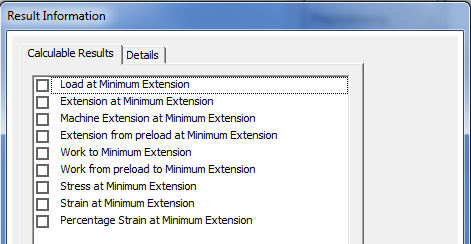 Result Information
Calculable Results
Details
Load at Minimum Extension
Extension at Minimum Extension
Machine Extension at Minimum Extension
Extension from preload at Minimum Extension
Work to Minimum Extension
Work from preload to Minimum Extension
Stress at Minimum Extension
Strain at Minimum Extension
Percentage Strain at Minimum Extension